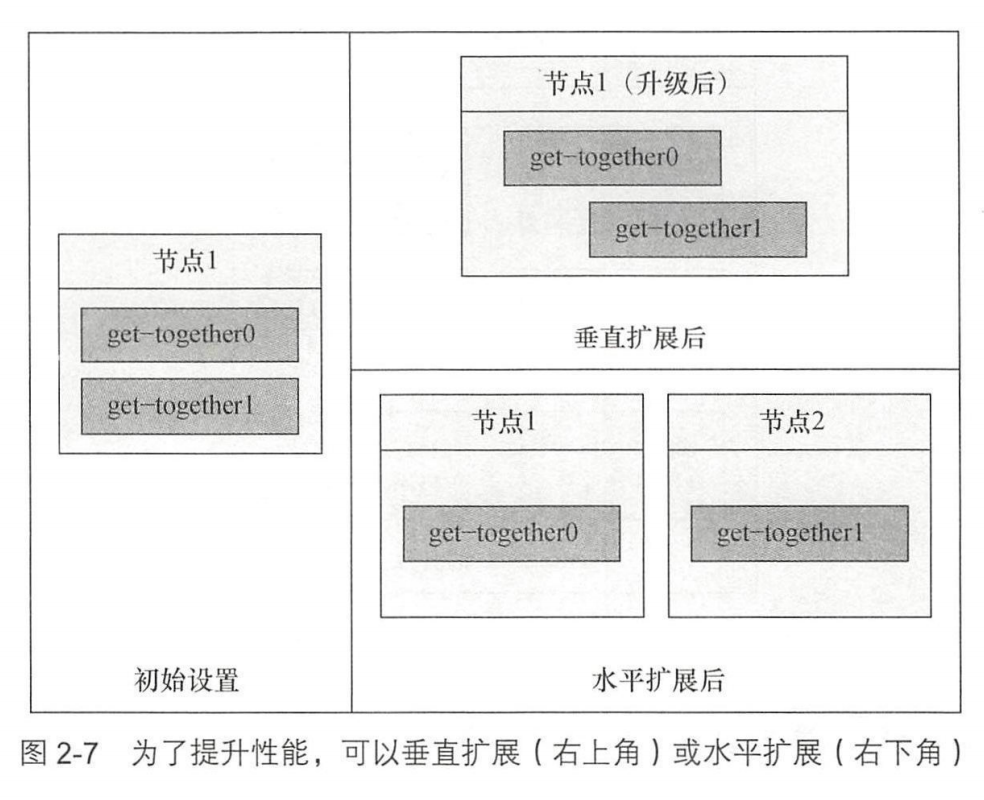 节点1
get-together0
get-together1
初始设置
节点1（升级后）
get-together0
get-together1
垂直扩展后
节点1
get-together0
节点2
get-together1
水平扩展后
图 2-7 为了提升性能，可以垂直扩展（右上角）或水平扩展（右下角）